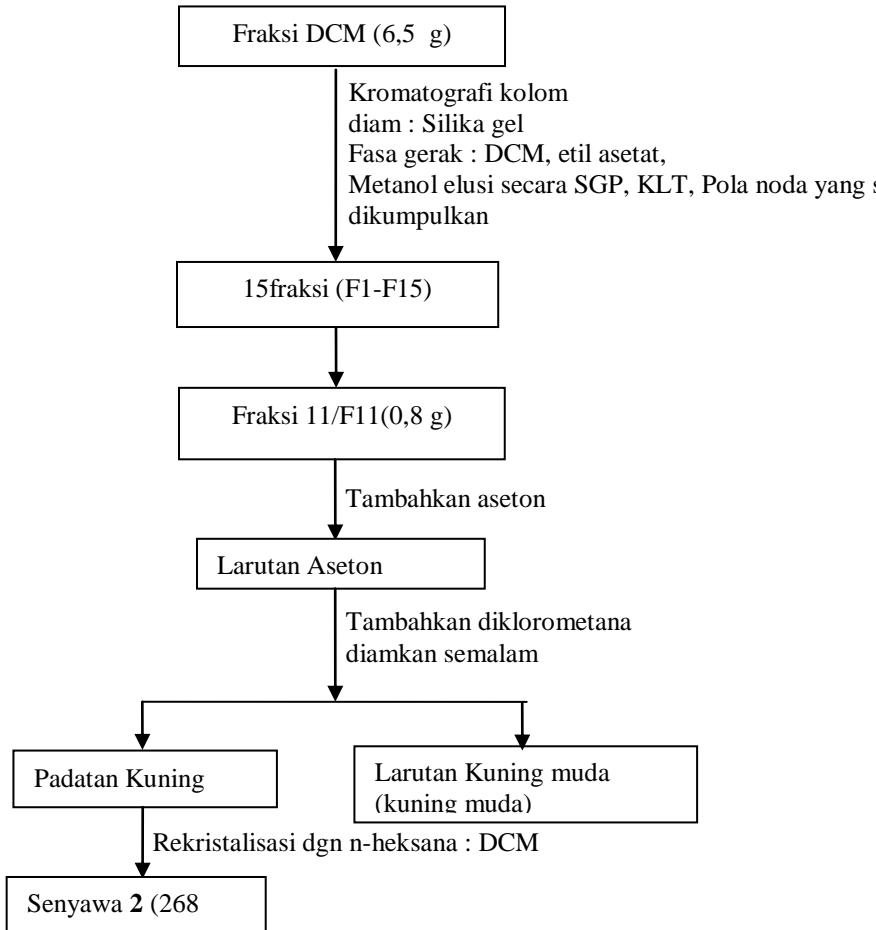 Fraksi DCM (6,5 g)
Kromatografi kolom
diam : Silika gel
Fasa gerak : DCM, etil asetat,
Metanol elusi secara SGP, KLT, Pola noda yang
dikumpulkan
15fraksi (F1-F15)
Fraksi 11/F11(0,8 g)
Tambahkan aseton
Larutan Aseton
Tambahkan diklorometana
diamkan semalam
Padatan Kuning
Larutan Kuning muda
(kuning muda)
Rekristalisasi dgn n-heksana : DCM
Senyawa 2 (268